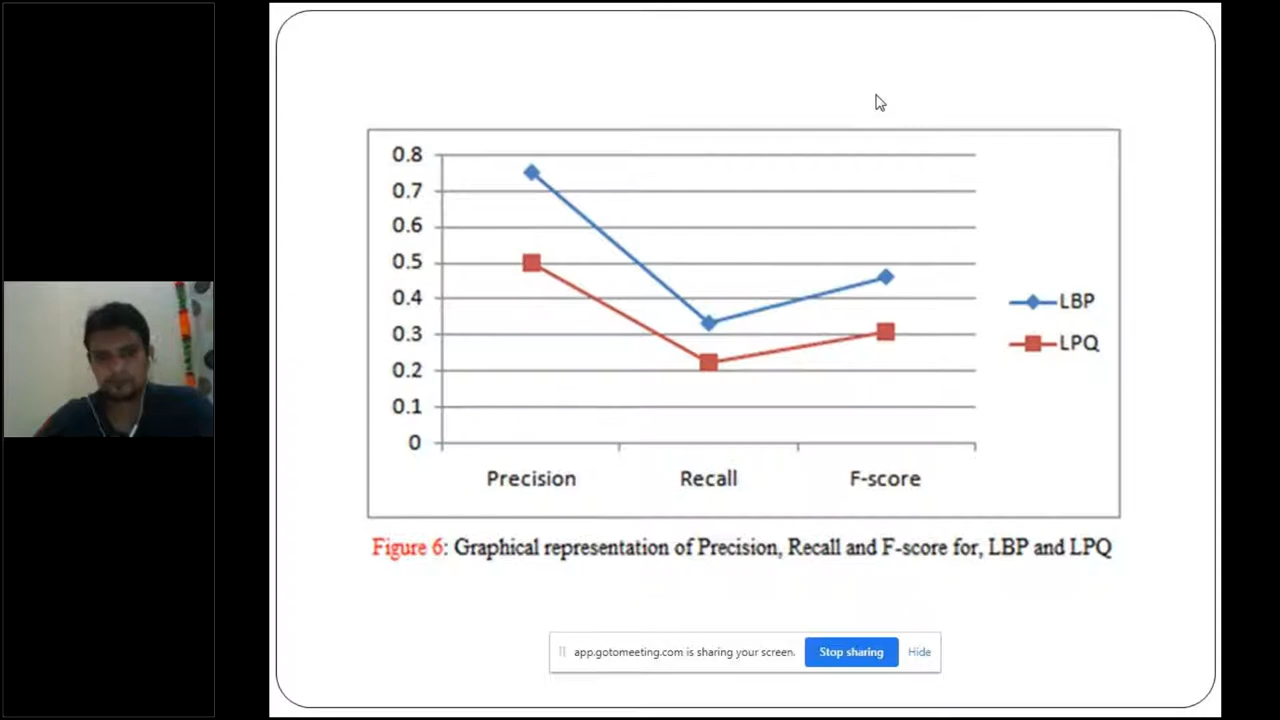 0.8
0.7
0.6
0.5
0.4
0.3
0.2
0.1
0
Precision Recall F-score
LBP
LPQ
Figure 6: Graphical representation of Precision, Recall and F-score for, LBP and LPQ
app.gotomeeting.com is sharing your screen. Stop sharing Hide